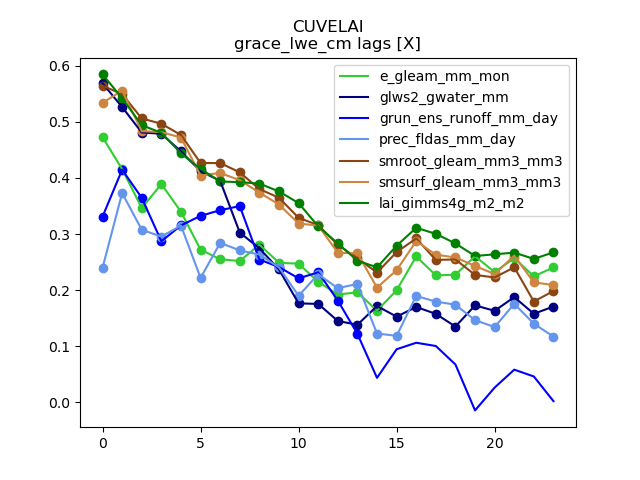 CUVELAI
grace_lwe_cm lags [X]
0.6
0.5
0.4
0.3
0.2
0.1
0.0
e_gleam_mm_mon
glws2_gwater_mm
grun_ens_runoff_mm_day
prec_fldas_mm_day
smroot_gleam_mm3_mm3
smsurf_gleam_mm3_mm3
lai_gimms4g_m2_m2
0 5 10 15 20